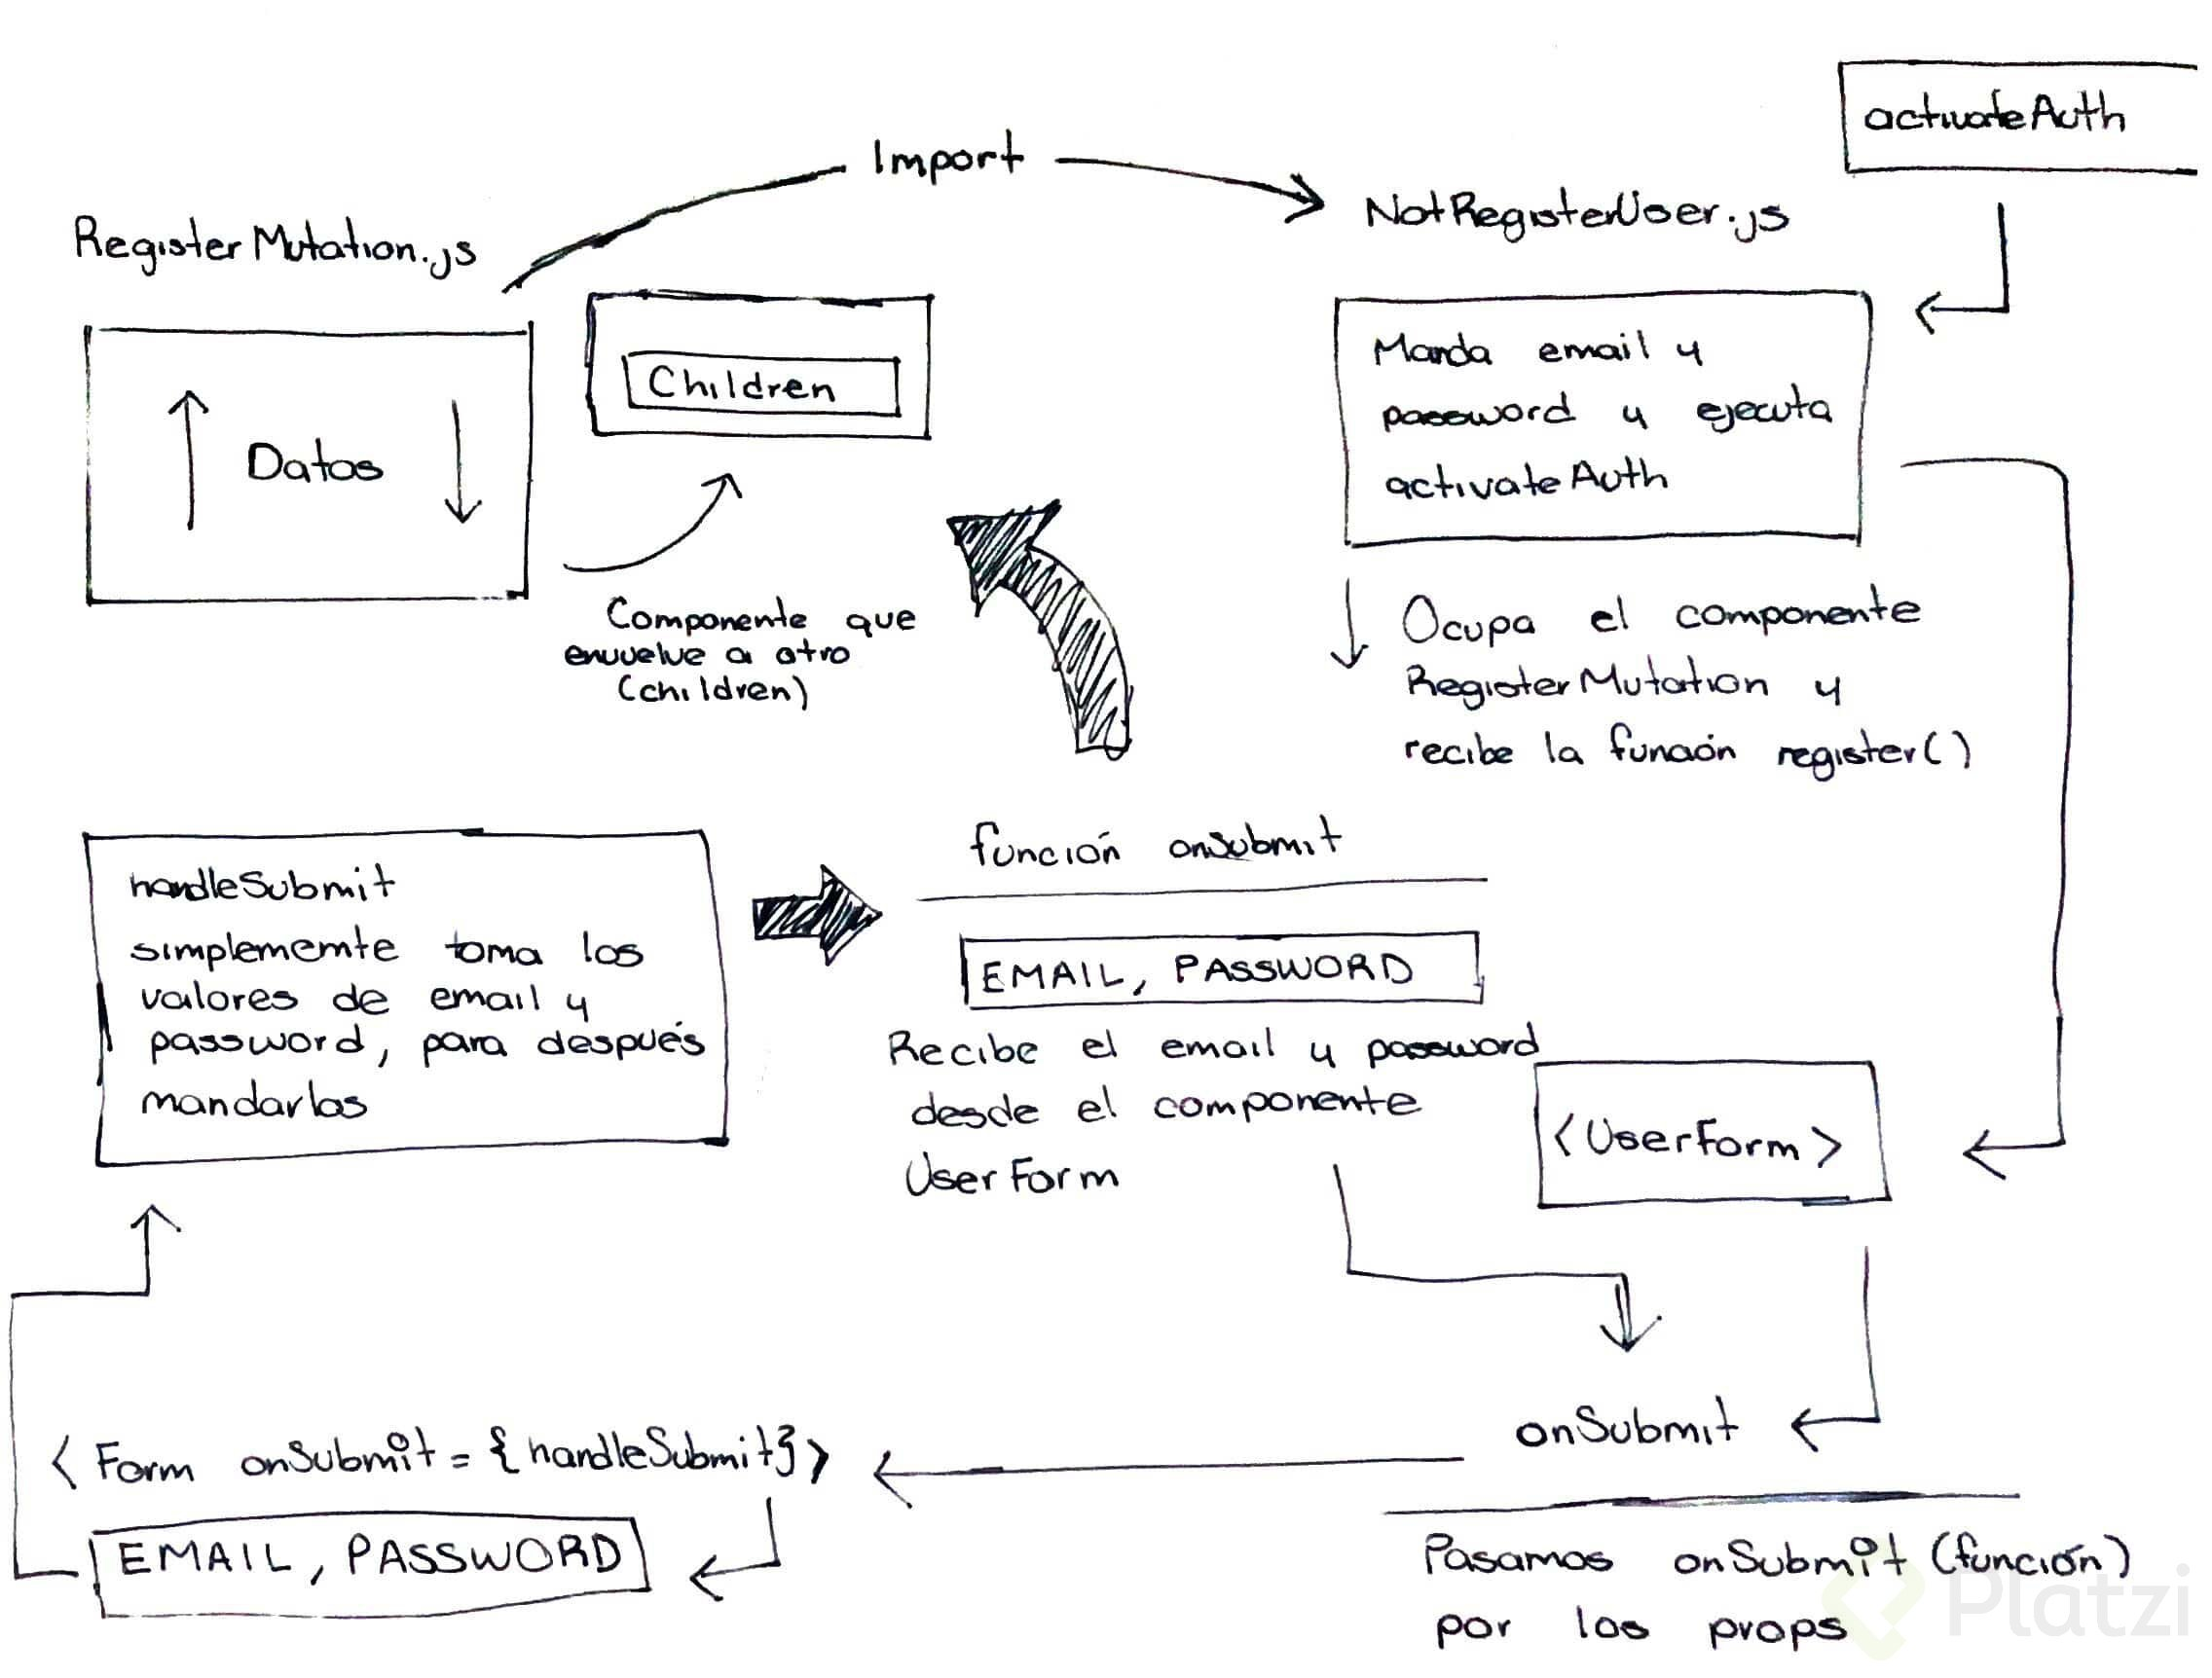 activateAuth
Import
RegisterMutation.js
NotRegisterUser.js
Children
Datos
Manda email y
password y ejecuta
activateAuth
Componente que
envuelve a otro
(children)
Ocupa el componente
RegisterMutation y
recibe la función register()
handleSubmit
simplememte toma los
valores de email y
password, para después
mandarlos
función onSubmit
EMAIL, PASSWORD
Recibe el email y password
desde el componente
UserForm
<UserForm>
onSubmit
Pasamos onSubmit (función)
por los props
<Form onSubmit = {handleSubmit}>
EMAIL, PASSWORD
Platzi